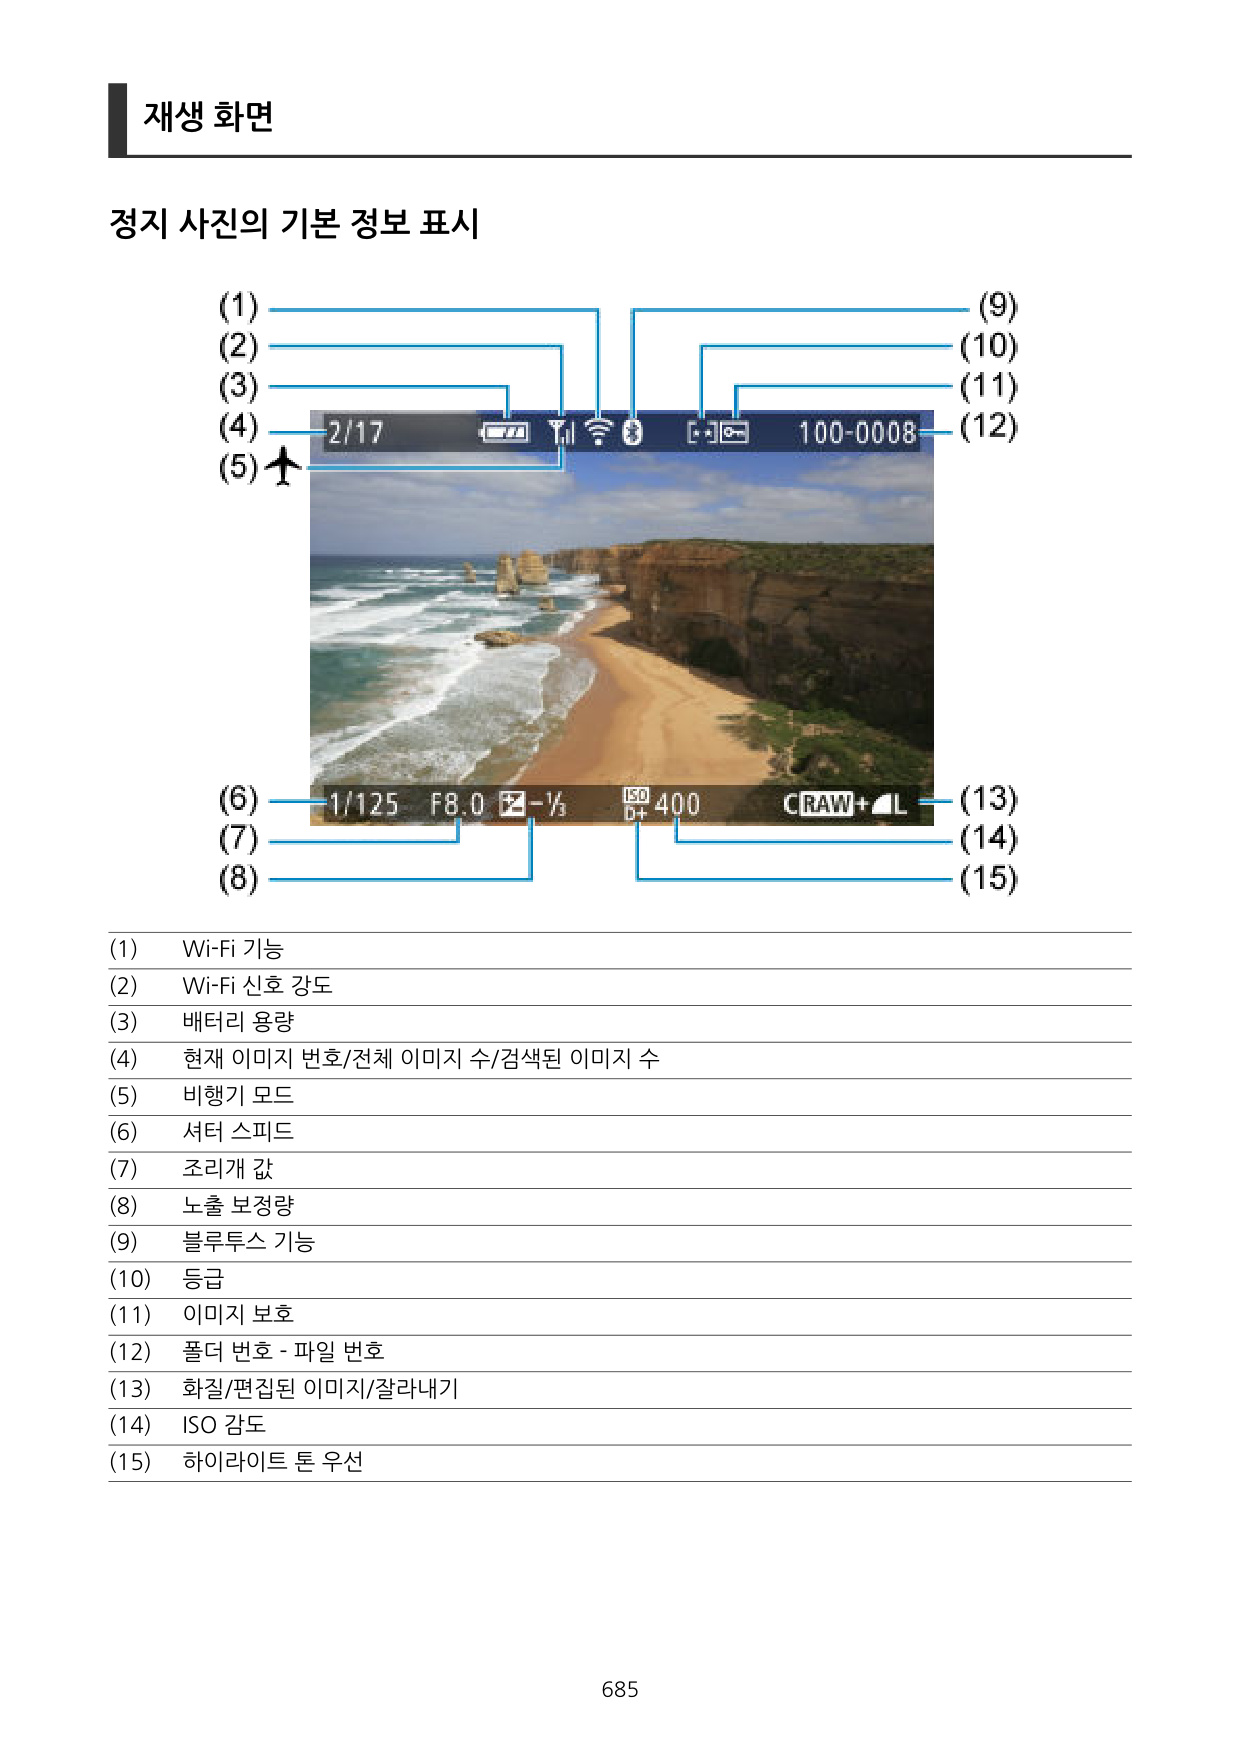 재생 화면
정지 사진의 기본 정보 표시
(1)
(9)
(2)
(10)
(3)
(11)
(4)
2/17
100-0008
(12)
(5)
(6)
1/125 F8.0 -⅓ ISO D+ 400 C RAW+L
(13)
(7)
(14)
(8)
(15)
(1) Wi-Fi 기능
(2) Wi-Fi 신호 강도
(3) 배터리 용량
(4) 현재 이미지 번호/전체 이미지 수/검색된 이미지 수
(5) 비행기 모드
(6) 셔터 스피드
(7) 조리개 값
(8) 노출 보정량
(9) 블루투스 기능
(10) 등급
(11) 이미지 보호
(12) 폴더 번호 - 파일 번호
(13) 화질/편집된 이미지/잘라내기
(14) ISO 감도
(15) 하이라이트 톤 우선
685